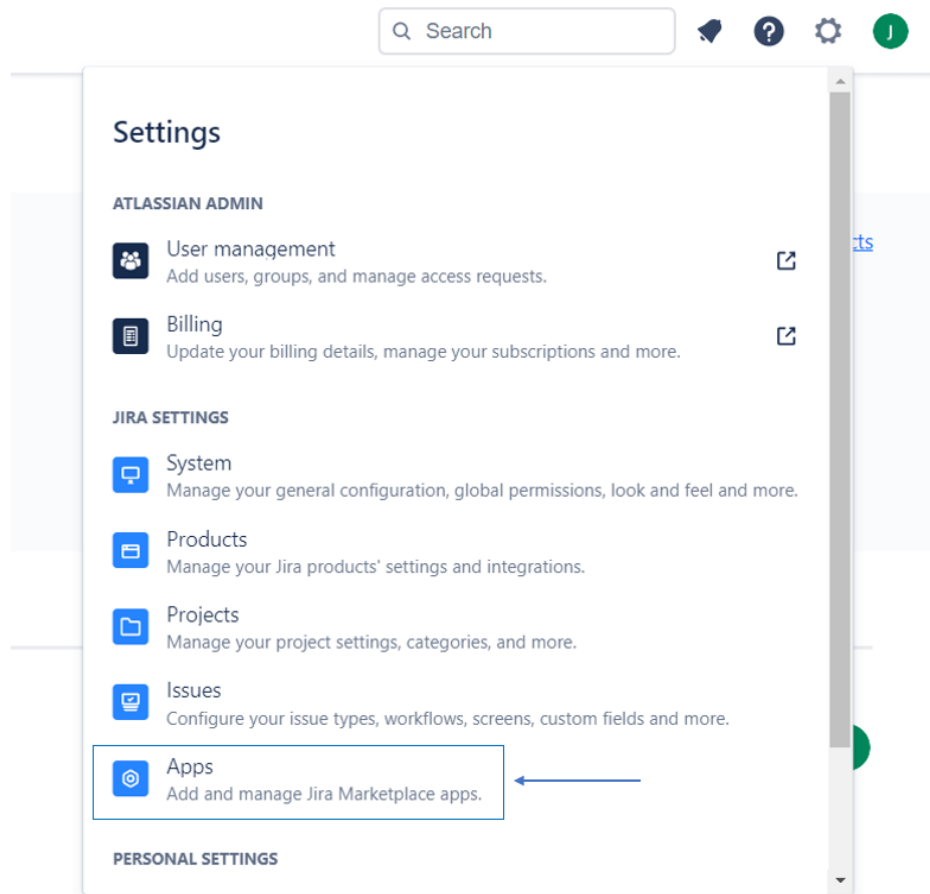 Search
J
Settings
ATLASSIAN ADMIN
User management
Add users, groups, and manage access requests.
cts
Billing
Update your billing details, manage your subscriptions and more.
JIRA SETTINGS
System
Manage your general configuration, global permissions, look and feel and more.
Products
Manage your Jira products' settings and integrations.
Projects
Manage your project settings, categories, and more.
Issues
Configure your issue types, workflows, screens, custom fields and more.
Apps
Add and manage Jira Marketplace apps.
PERSONAL SETTINGS